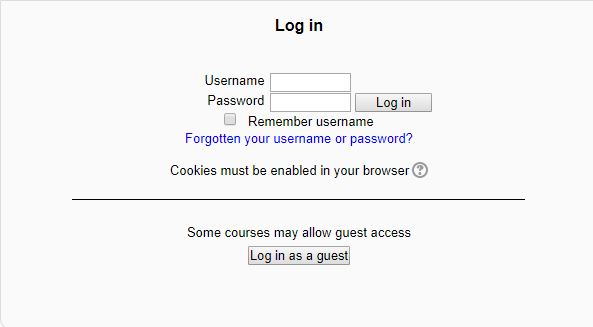 Log in
Username
Password Log in
Remember username
Forgotten your username or password?
Cookies must be enabled in your browser ?
Some courses may allow guest access
Log in as a guest